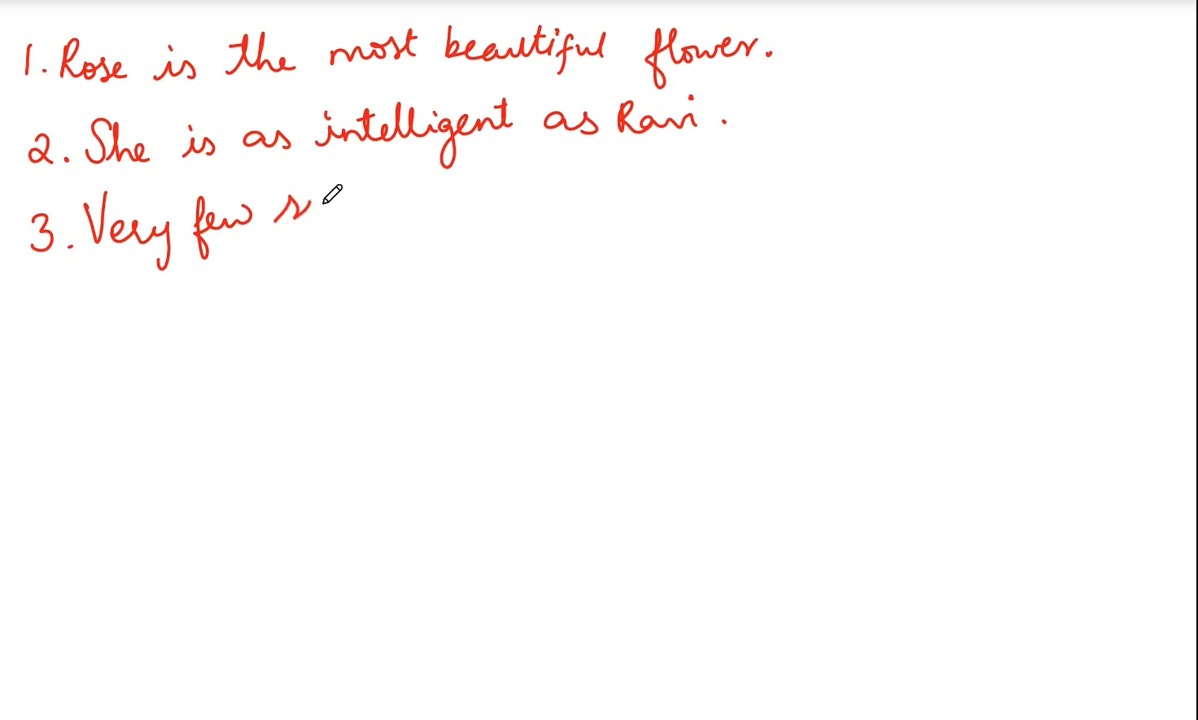 1. Rose is the most beautiful flower.
2. She is as intelligent as Ravi.
3. Very few